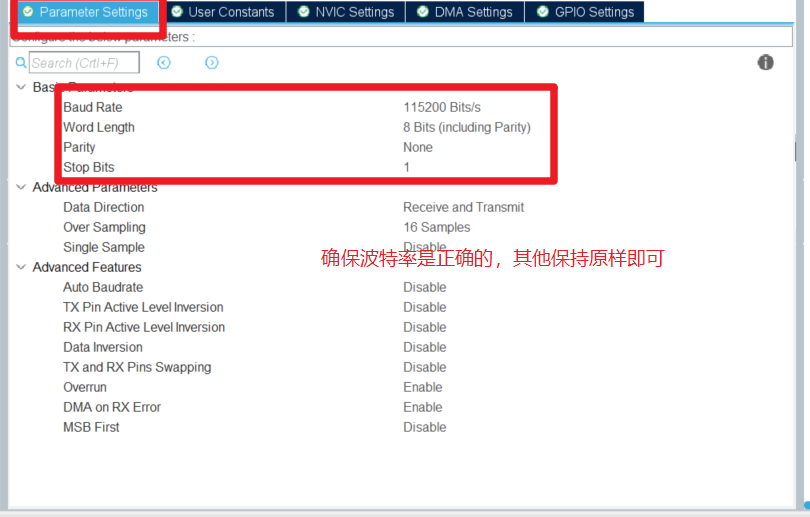 Parameter Settings User Constants NVIC Settings DMA Settings GPIO Settings
Configure the below parameters :
Search (Crtl+F)
Basic Parameters
Baud Rate 115200 Bits/s
Word Length 8 Bits (including Parity)
Parity None
Stop Bits 1
Advanced Parameters
Data Direction Receive and Transmit
Over Sampling 16 Samples
Single Sample Disable
确保波特率是正确的，其他保持原样即可
Advanced Features
Auto Baudrate Disable
TX Pin Active Level Inversion Disable
RX Pin Active Level Inversion Disable
Data Inversion Disable
TX and RX Pins Swapping Disable
Overrun Enable
DMA on RX Error Enable
MSB First Disable